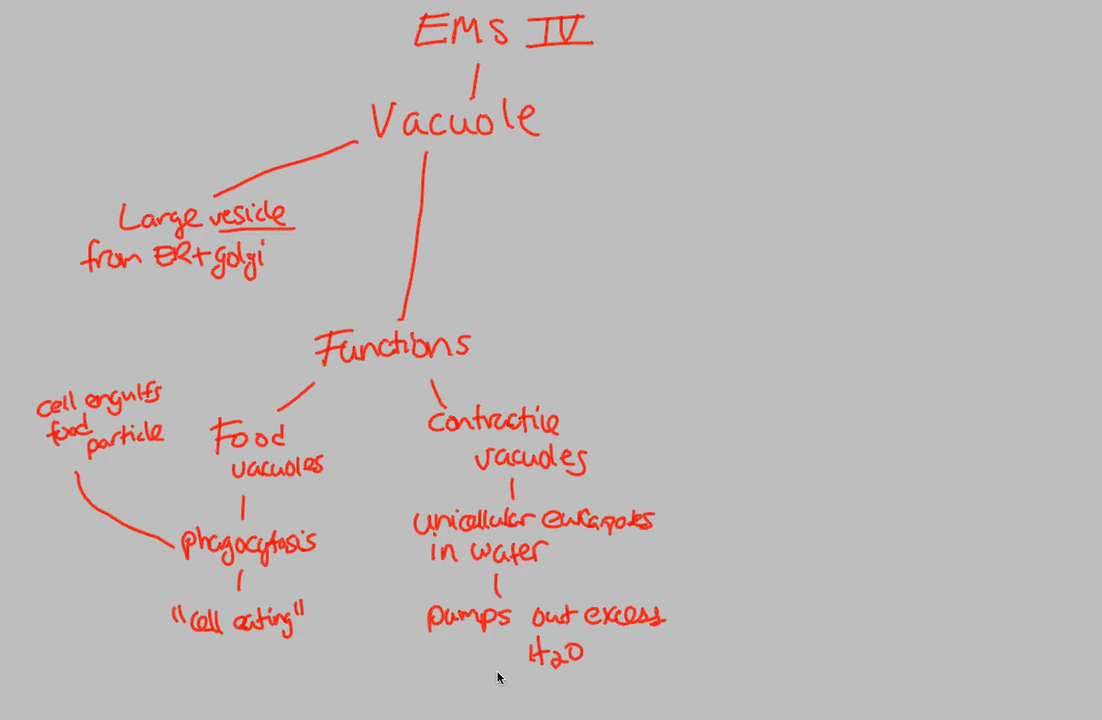 EMS IV
Vacuole
Large vesicle
from ER+golgi
Functions
cell engulfs
food
particle
Food
vacuoles
phagocytosis
"cell eating"
contractile
vacuoles
unicellular
in water
pumps out excess
H2O